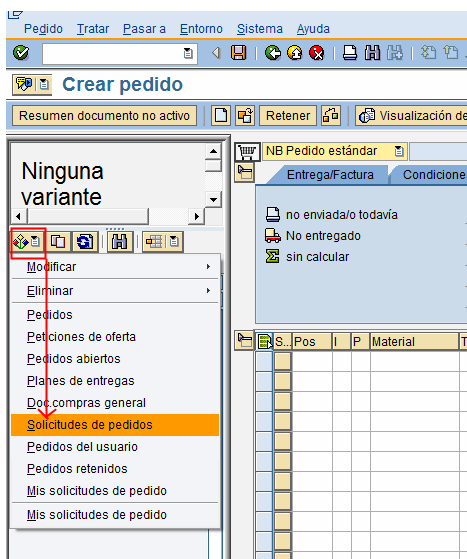 Pedido Tratar Pasar a Entorno Sistema Ayuda
Crear pedido
Resumen documento no activo Retener Visualización de
Ninguna
variante
NB Pedido estándar
Entrega/Factura Condicione
no enviada/o todavía
No entregado
sin calcular
Modificar
Eliminar
Pedidos
Peticiones de oferta
Pedidos abiertos
Planes de entregas
Doc.compras general
Solicitudes de pedidos
Pedidos del usuario
Pedidos retenidos
Mis solicitudes de pedido
Mis solicitudes de pedido
S.. Pos I P Material T